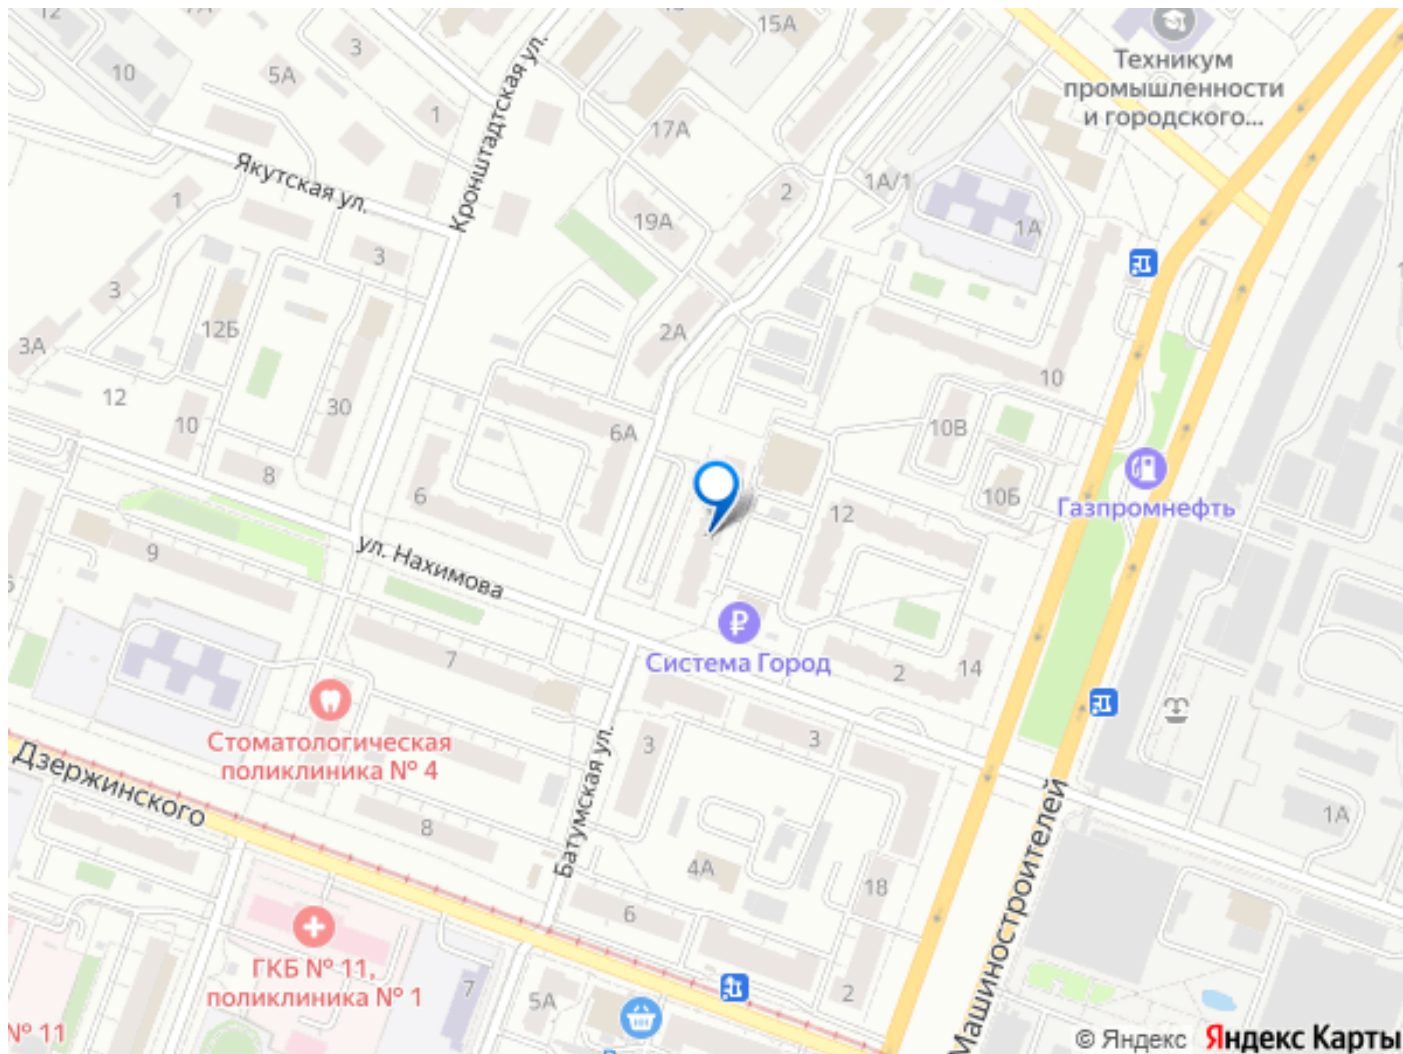 12
7А
15А
Техникум
промышленности
и городского...
3
10
5А
1
17А
Кронштадтская ул.
Якутская ул.
1
2
1А/1
19А
1А
3
3
12Б
2А
3А
30
12
10
10
6А
10В
8
6
10Б
12
Газпромнефть
9
ул. Нахимова
Система Город
7
2
14
Стоматологическая
поликлиника № 4
3
3
Дзержинского
Батумская ул.
8
1А
4А
18
6
Машиностроителей
ГКБ № 11,
поликлиника № 1
7
5А
2
№ 11
© Яндекс Яндекс Карты